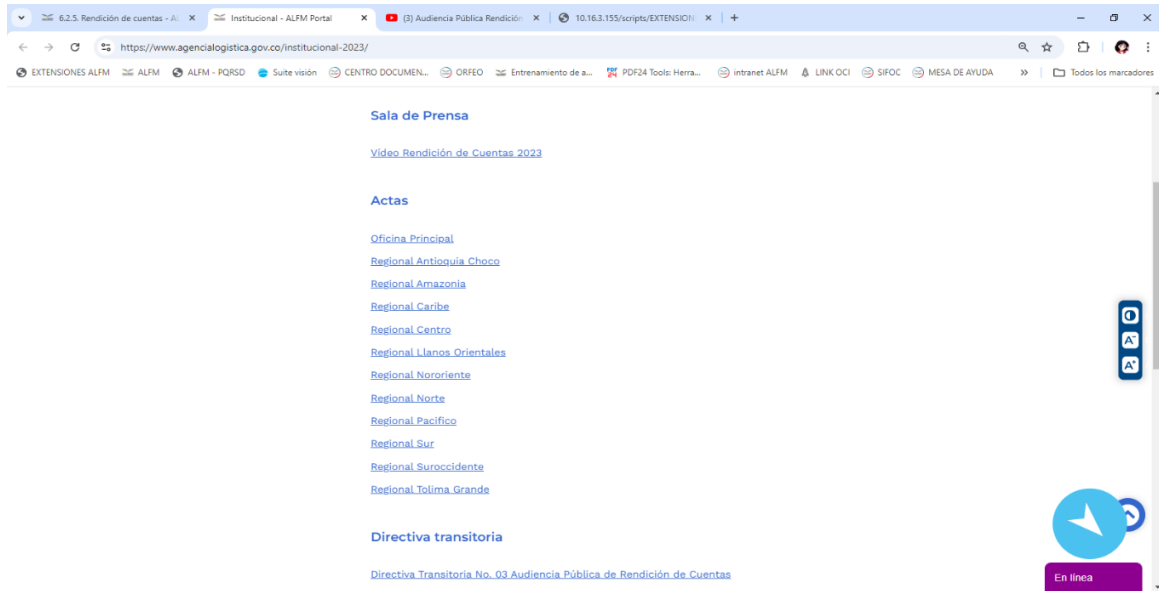 6.2.5. Rendición de cuentas - AL
Institucional - ALFM Portal
(3) Audiencia Pública Rendición
10.16.3.155/scripts/EXTENSION
https://www.agencialogistica.gov.co/institucional-2023/
EXTENSIONES ALFM
ALFM
ALFM - PQRSD
Suite visión
CENTRO DOCUMEN...
ORFEO
Entrenamiento de a...
PDF24 Tools: Herra...
intranet ALFM
LINK OCI
SIFOC
MESA DE AYUDA
»
Todos los marcadores
Sala de Prensa
Vídeo Rendición de Cuentas 2023
Actas
Oficina Principal
Regional Antioquia Choco
Regional Amazonia
Regional Caribe
Regional Centro
Regional Llanos Orientales
Regional Nororiente
Regional Norte
Regional Pacifico
Regional Sur
Regional Suroccidente
Regional Tolima Grande
Directiva transitoria
Directiva Transitoria No. 03 Audiencia Pública de Rendición de Cuentas
A-
A+
En línea